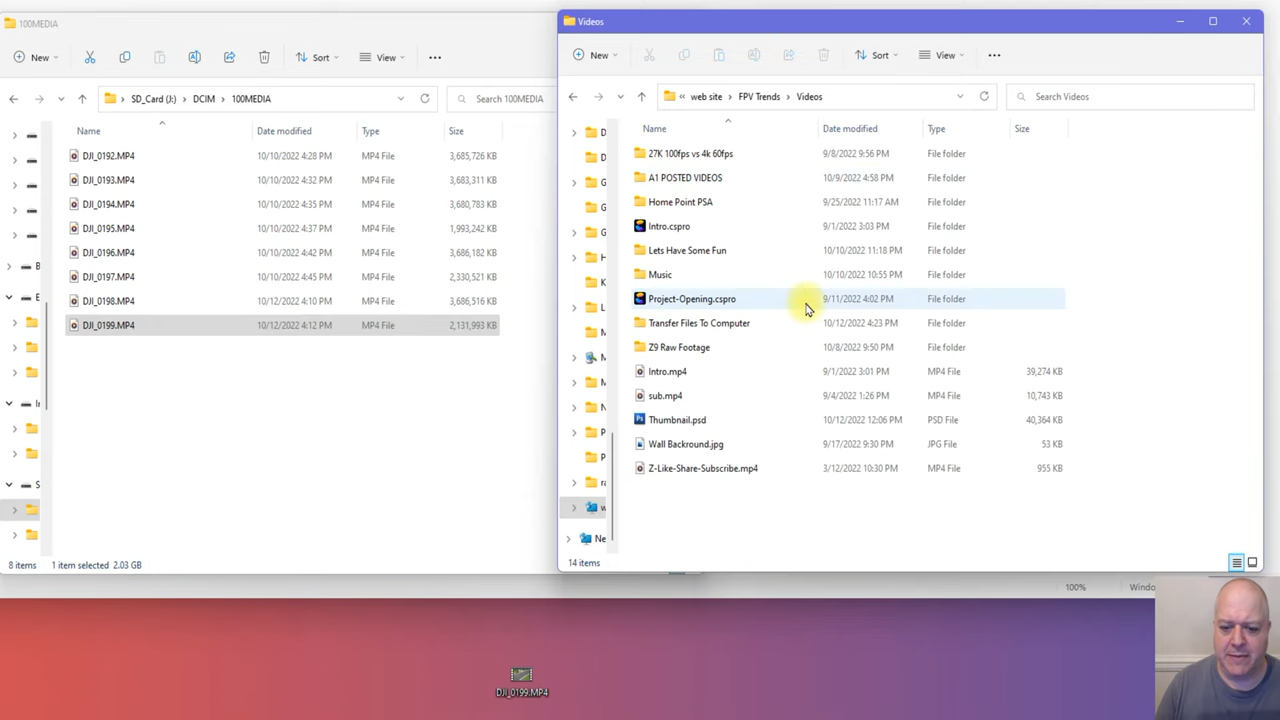 100MEDIA
New
Sort
View
SD_Card (J:) DCIM 100MEDIA
Search 100MEDIA
Name Date modified Type Size
DJI_0192.MP4 10/10/2022 4:28 PM MP4 File 3,685,726 KB
DJI_0193.MP4 10/10/2022 4:32 PM MP4 File 3,683,311 KB
DJI_0194.MP4 10/10/2022 4:35 PM MP4 File 3,680,783 KB
DJI_0195.MP4 10/10/2022 4:37 PM MP4 File 1,993,242 KB
DJI_0196.MP4 10/10/2022 4:42 PM MP4 File 3,686,182 KB
DJI_0197.MP4 10/10/2022 4:45 PM MP4 File 2,330,521 KB
DJI_0198.MP4 10/12/2022 4:10 PM MP4 File 3,686,516 KB
DJI_0199.MP4 10/12/2022 4:12 PM MP4 File 2,131,993 KB
8 items 1 item selected 2.03 GB
Videos
New
Sort
View
web site FPV Trends Videos
Search Videos
Name Date modified Type Size
27K 100fps vs 4k 60fps 9/8/2022 9:56 PM File folder
A1 POSTED VIDEOS 10/9/2022 4:58 PM File folder
Home Point PSA 9/25/2022 11:17 AM File folder
Intro.cspro 9/1/2022 3:03 PM File folder
Lets Have Some Fun 10/10/2022 11:18 PM File folder
Music 10/10/2022 10:55 PM File folder
Project-Opening.cspro 9/11/2022 4:02 PM File folder
Transfer Files To Computer 10/12/2022 4:23 PM File folder
Z9 Raw Footage 10/8/2022 9:50 PM File folder
Intro.mp4 9/1/2022 3:01 PM MP4 File 39,274 KB
sub.mp4 9/4/2022 1:26 PM MP4 File 10,743 KB
Thumbnail.psd 10/12/2022 12:06 PM PSD File 40,364 KB
Wall Backround.jpg 9/17/2022 9:30 PM JPG File 53 KB
Z-Like-Share-Subscribe.mp4 3/12/2022 10:30 PM MP4 File 955 KB
14 items
100% Windo
DJI_0199.MP4